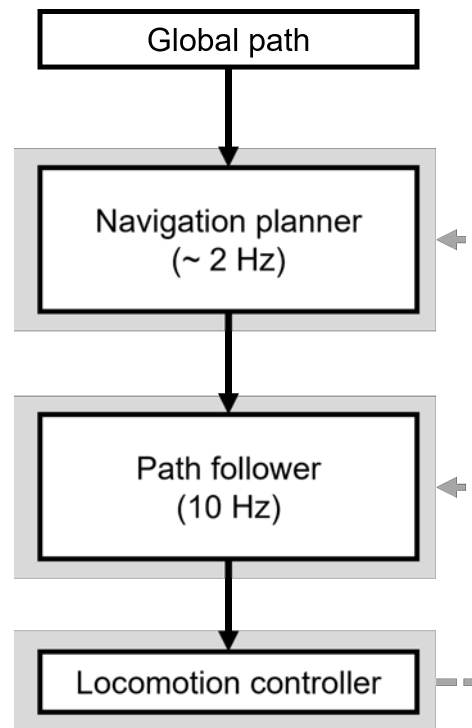 Global path
Navigation planner
(~ 2 Hz)
Path follower
(10 Hz)
Locomotion controller